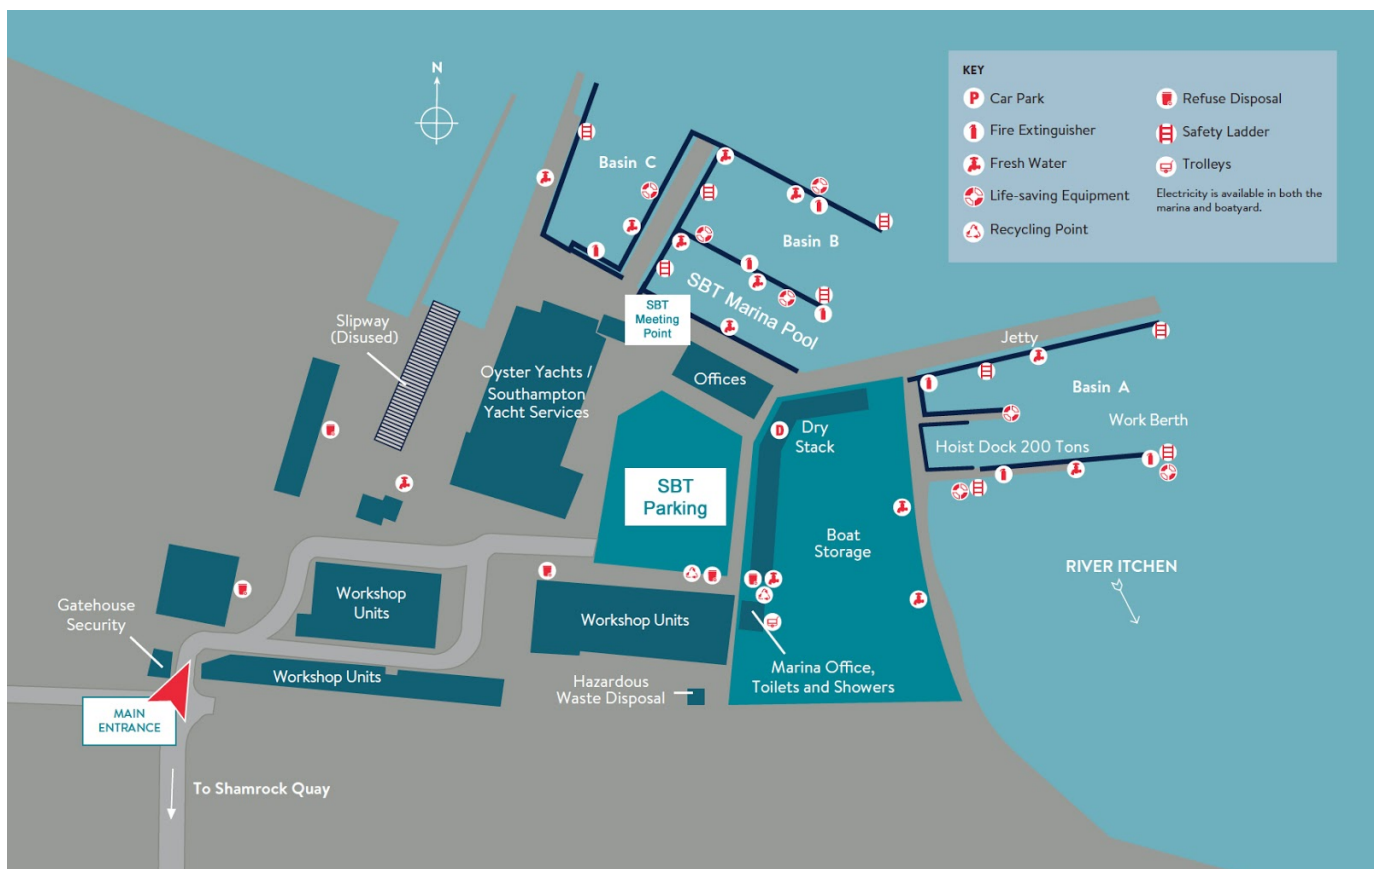 N
KEY
P Car Park
Fire Extinguisher
Fresh Water
Life-saving Equipment
Recycling Point
Refuse Disposal
Safety Ladder
Trolleys
Electricity is available in both the
marina and boatyard.
Basin C
Basin B
SBT Marina Pool
SBT
Meeting
Point
Slipway
(Disused)
Oyster Yachts /
Southampton
Yacht Services
Offices
Jetty
Basin A
Work Berth
Hoist Dock 200 Tons
D
Dry
Stack
SBT
Parking
Boat
Storage
RIVER ITCHEN
Gatehouse
Security
Workshop
Units
Workshop Units
Workshop Units
Marina Office,
Toilets and Showers
Hazardous
Waste Disposal
MAIN
ENTRANCE
To Shamrock Quay